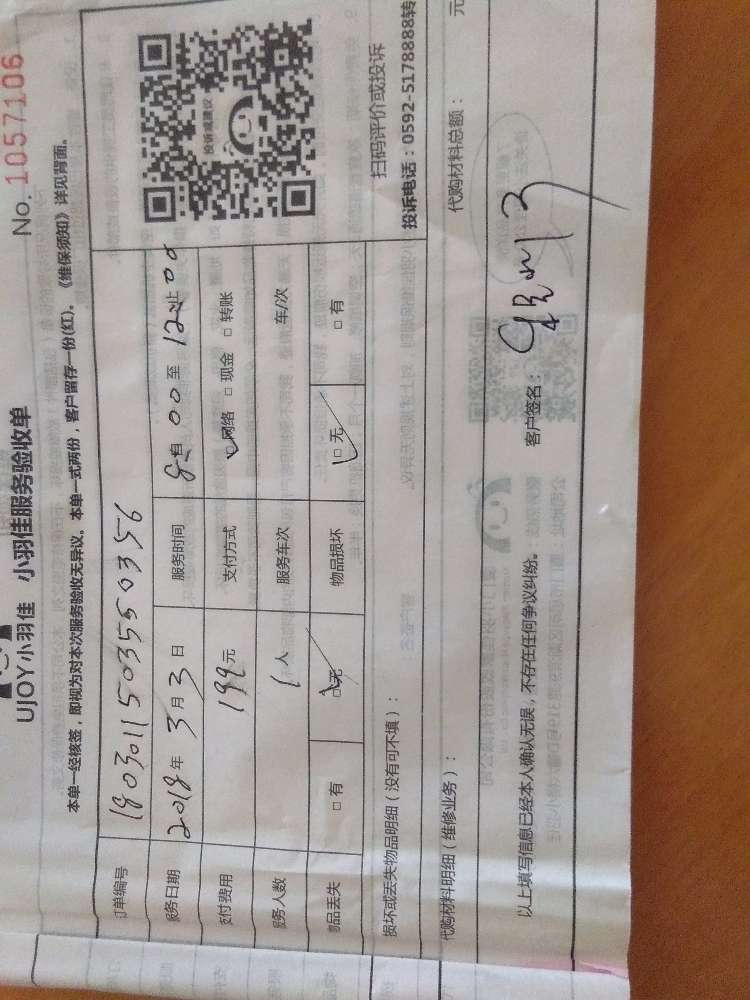 UJOY小羽佳 小羽佳服务验收单 No. 1057106
本单一经核签，即视为对本次服务验收无异议。本单一式两份，客户留存一份(红)。《维保须知》详见背面。
订单编号 1803011503550356
服务日期 2018年3月3日 服务时间 自8:00至12:00止
支付费用 199元 支付方式 □网络 □现金 □转账
服务人数 1人 服务车次 车/次
物品丢失 □有 □无 物品损坏 □无 □有
投诉或建议
扫码评价或投诉
投诉电话：0592-5178888转
损坏或丢失物品明细（没有可不填）：
代购材料明细（维修业务）： 代购材料总额： 元
以上填写信息已经本人确认无误，不存在任何争议纠纷。 客户签名：